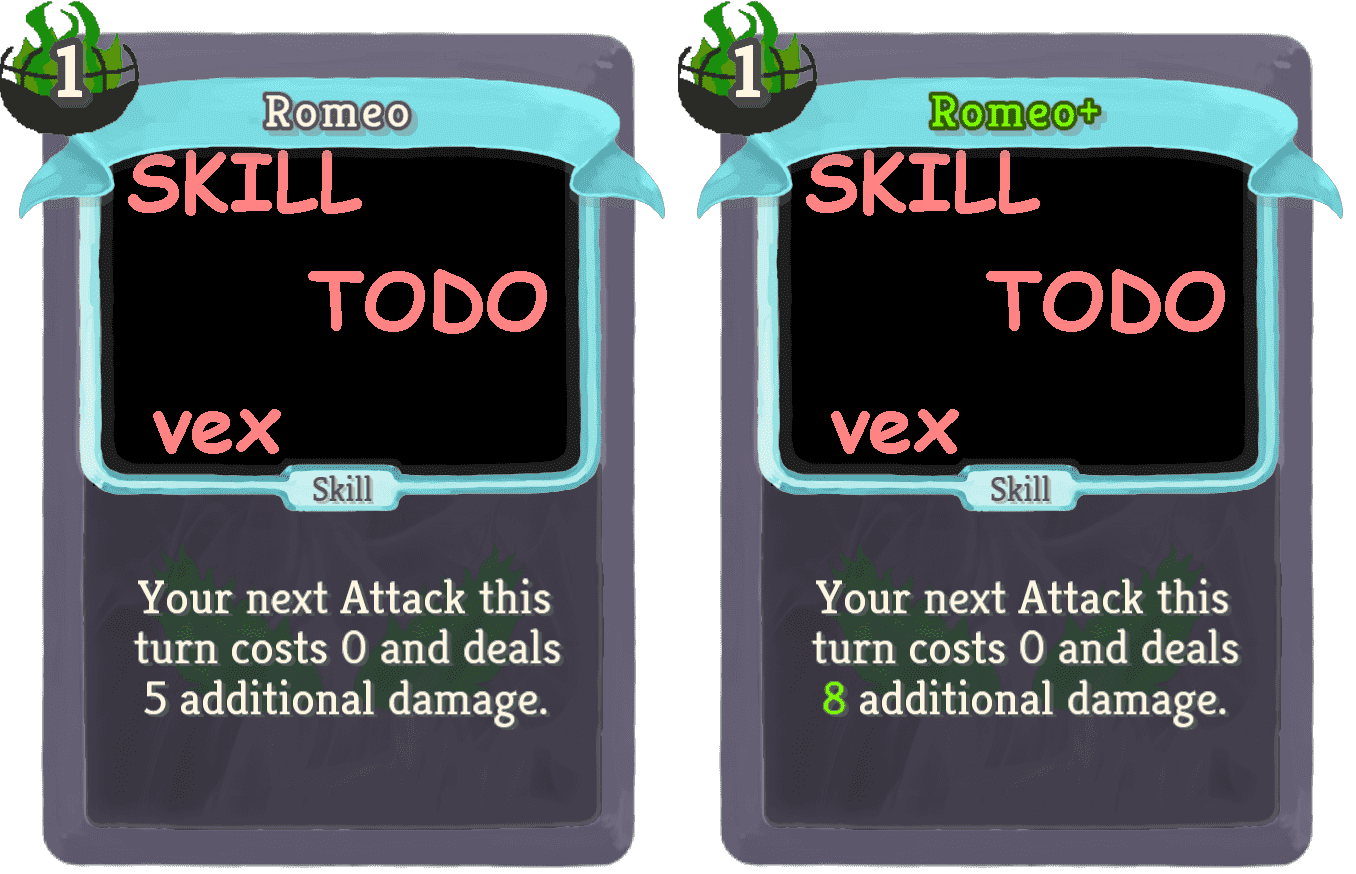 1
Romeo
SKILL
TODO
vex
Skill
Your next Attack this
turn costs 0 and deals
5 additional damage.
1
Romeo+
SKILL
TODO
vex
Skill
Your next Attack this
turn costs 0 and deals
8 additional damage.